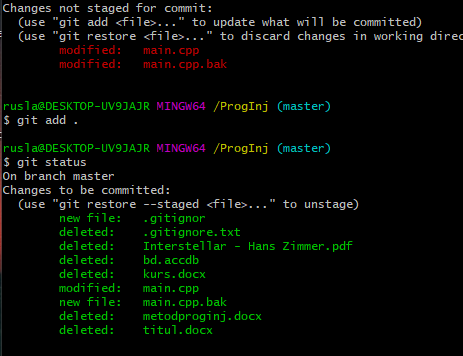 Changes not staged for commit:
(use "git add <file>..." to update what will be committed)
(use "git restore <file>..." to discard changes in working direc
modified: main.cpp
modified: main.cpp.bak
rusla@DESKTOP-UV9JAJR MINGW64 /ProgInj (master)
$ git add .
rusla@DESKTOP-UV9JAJR MINGW64 /ProgInj (master)
$ git status
On branch master
Changes to be committed:
(use "git restore --staged <file>..." to unstage)
new file: .gitignor
deleted: .gitignore.txt
deleted: Interstellar - Hans Zimmer.pdf
deleted: bd.accdb
deleted: kurs.docx
modified: main.cpp
new file: main.cpp.bak
deleted: metodproginj.docx
deleted: titul.docx